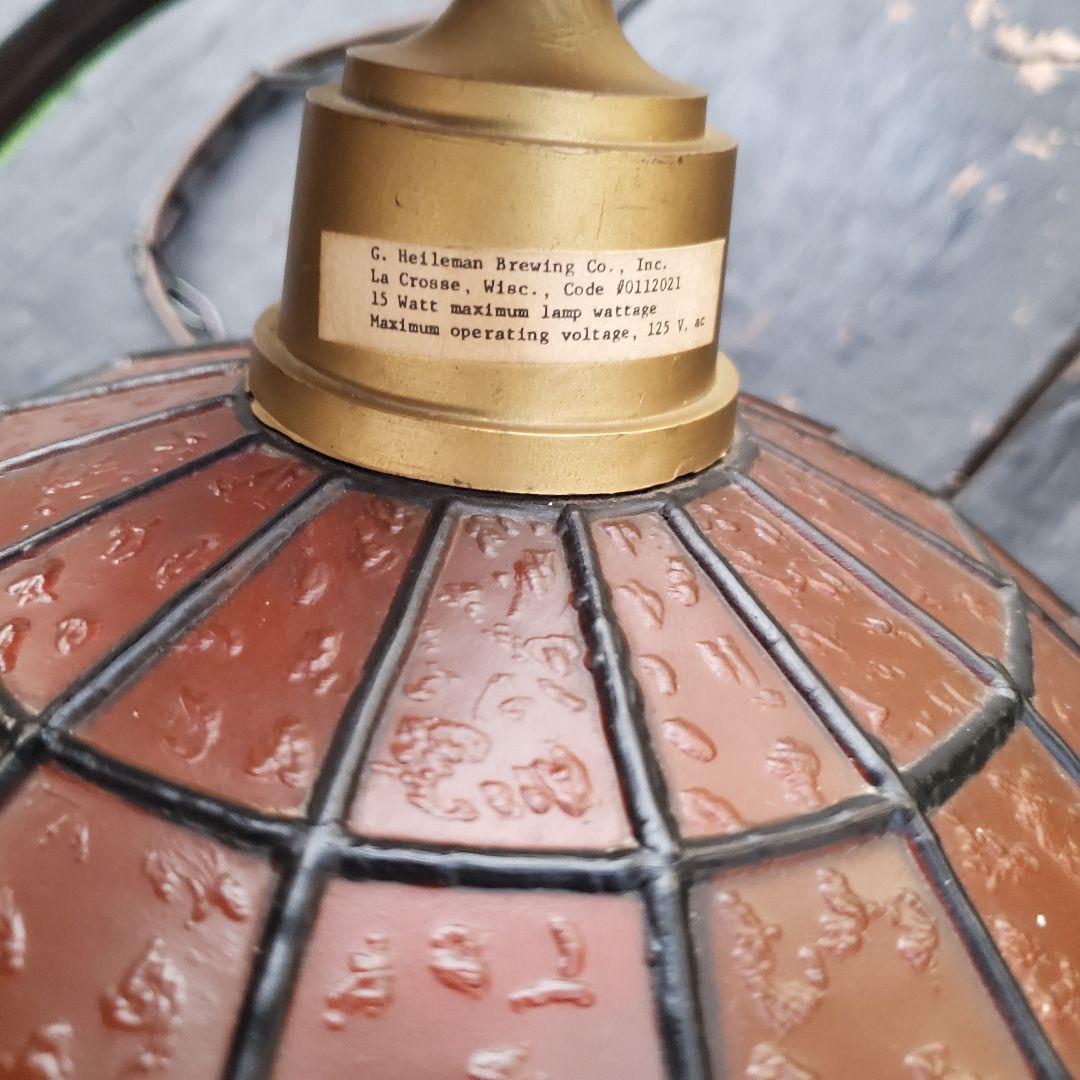 G. Heileman Brewing Co., Inc.
La Crosse, Wisc., Code #0112021
15 Watt maximum lamp wattage
Maximum operating voltage, 125 V, ac